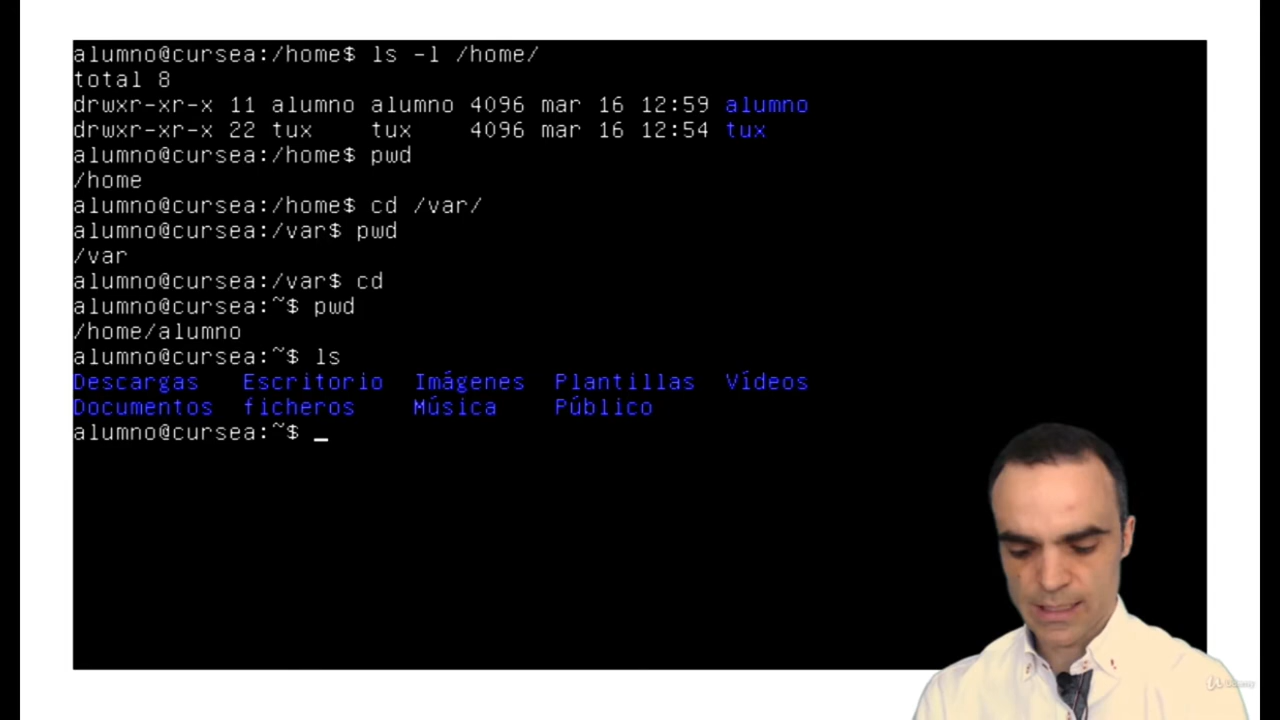 alumno@cursea:/home$ ls -l /home/
total 8
drwxr-xr-x 11 alumno alumno 4096 mar 16 12:59 alumno
drwxr-xr-x 22 tux    tux    4096 mar 16 12:54 tux
alumno@cursea:/home$ pwd
/home
alumno@cursea:/home$ cd /var/
alumno@cursea:/var$ pwd
/var
alumno@cursea:/var$ cd
alumno@cursea:~$ pwd
/home/alumno
alumno@cursea:~$ ls
Descargas   Escritorio  Imágenes  Plantillas  Vídeos
Documentos  ficheros    Música    Público
alumno@cursea:~$ _
Udemy